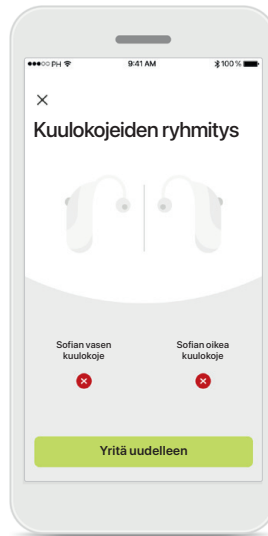 ●●●○○ PH 9:41 AM 100 %
Kuulokojeiden ryhmitys
Sofian vasen kuulokoje
Sofian oikea kuulokoje
Yritä uudelleen